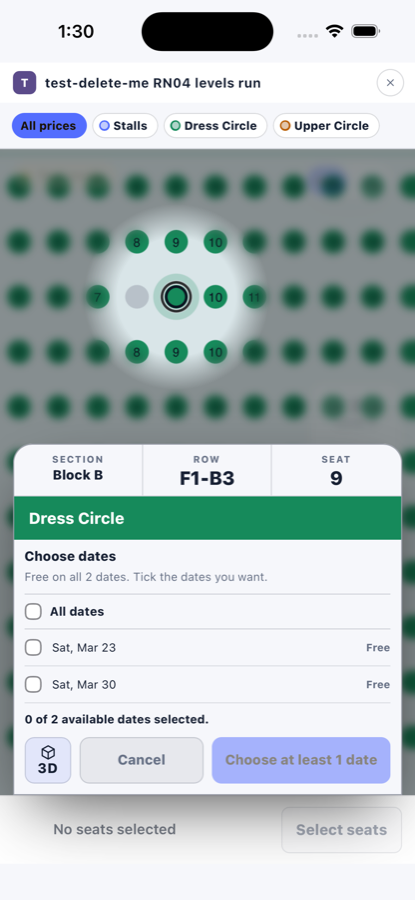 1:30
T test-delete-me RN04 levels run
All prices Stalls Dress Circle Upper Circle
8 9 10
7 10 11
8 9 10
SECTION ROW SEAT
Block B F1-B3 9
Dress Circle
Choose dates
Free on all 2 dates. Tick the dates you want.
All dates
Sat, Mar 23 Free
Sat, Mar 30 Free
0 of 2 available dates selected.
3D Cancel Choose at least 1 date
No seats selected Select seats